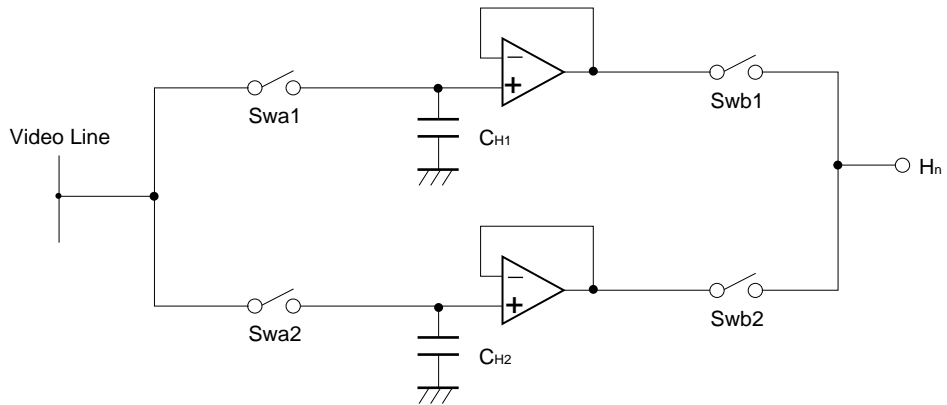 −
+
Swa1
Swb1
CH1
Video Line
Hn
−
+
Swa2
Swb2
CH2